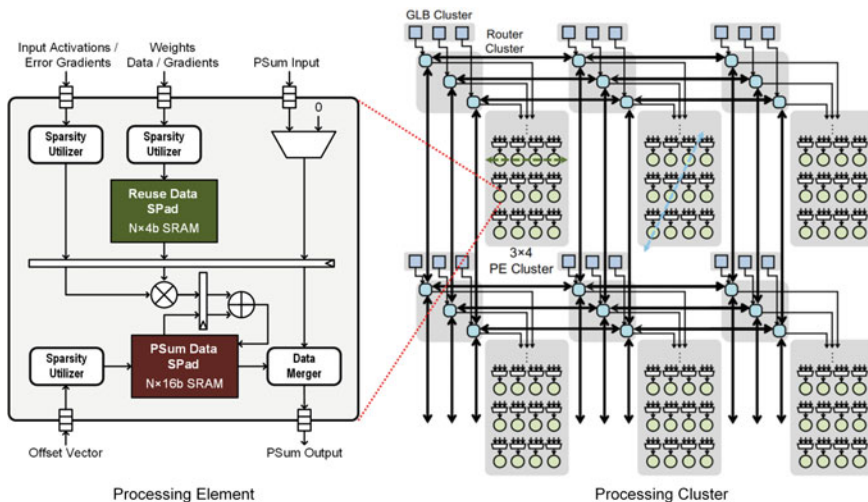 Input Activations /
Error Gradients
Weights
Data / Gradients
PSum Input
0
Sparsity
Utilizer
Sparsity
Utilizer
Reuse Data
SPad
N×4b SRAM
PSum Data
SPad
N×16b SRAM
Sparsity
Utilizer
Data
Merger
Offset Vector
PSum Output
Processing Element
GLB Cluster
Router
Cluster
3×4
PE Cluster
Processing Cluster